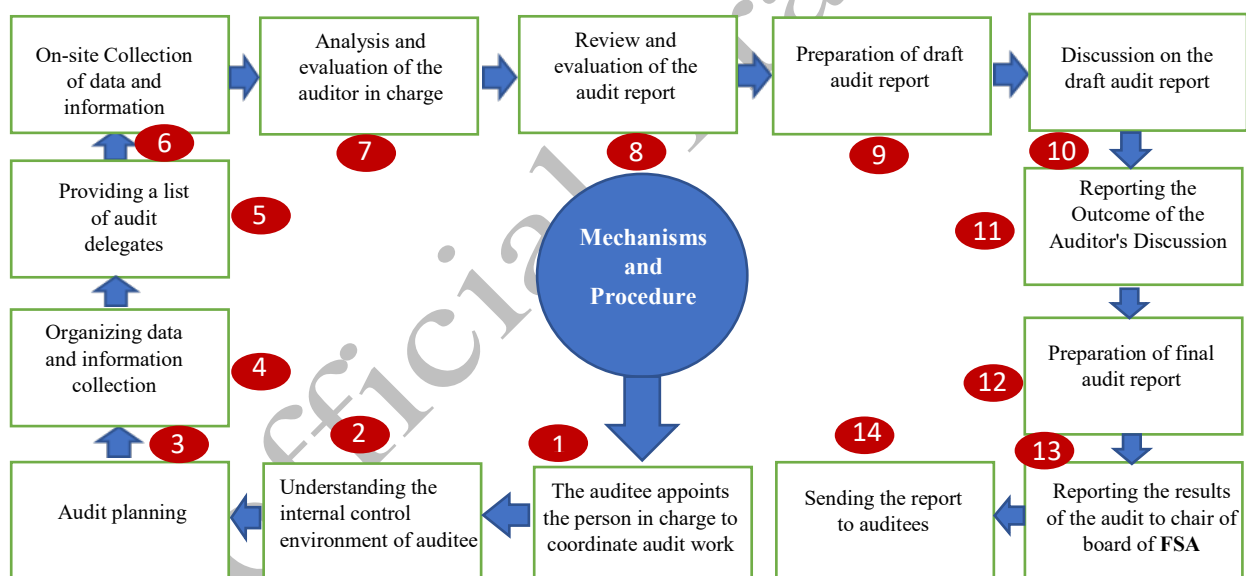 On-site Collection
of data and
information
6
Analysis and
evaluation of the
auditor in charge
7
Review and
evaluation of the
audit report
8
Preparation of draft
audit report
9
Discussion on the
draft audit report
10
Providing a list
of audit
delegates
5
Mechanisms
and
Procedure
Reporting the
Outcome of the
Auditor's Discussion
11
Organizing data
and information
collection
4
Preparation of final
audit report
12
Audit planning
3
Understanding the
internal control
environment of auditee
2
The auditee appoints
the person in charge to
coordinate audit work
1
Sending the report
to auditees
14
Reporting the results
of the audit to chair of
board of FSA
13